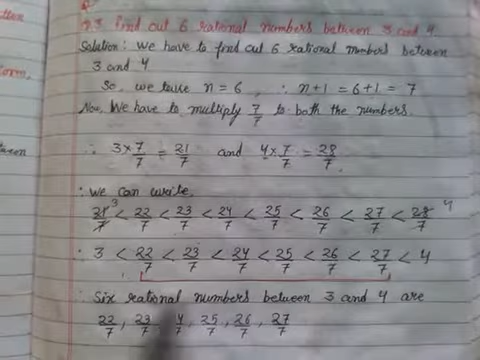 Q.3 Find out 6 rational numbers between 3 and 4.
Solution: We have to find out 6 rational numbers between
3 and 4
So, we take n = 6, ∴ n+1 = 6+1 = 7
Now, We have to multiply 7/7 to both the numbers.
∴ 3 × 7/7 = 21/7 and 4 × 7/7 = 28/7.
∴ We can write
21/7 3 < 22/7 < 23/7 < 24/7 < 25/7 < 26/7 < 27/7 < 28/7 4
∴ 3 < 22/7 < 23/7 < 24/7 < 25/7 < 26/7 < 27/7 < 4
∴ Six rational numbers between 3 and 4 are
22/7, 23/7, 4/7, 25/7, 26/7, 27/7